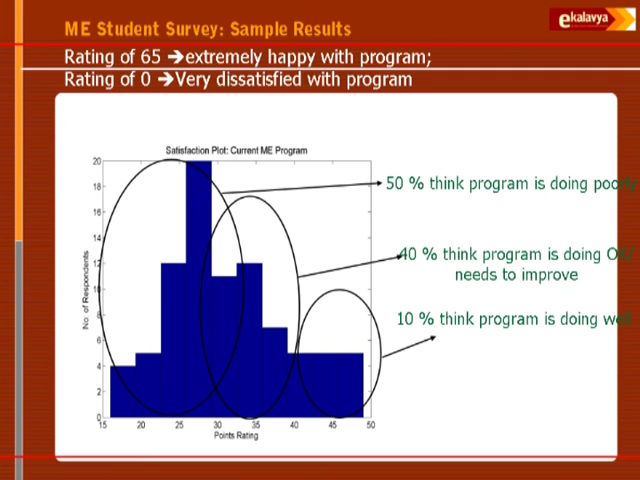 ME Student Survey: Sample Results
ekalavya
Rating of 65 ➔extremely happy with program;
Rating of 0 ➔Very dissatisfied with program
Satisfaction Plot: Current ME Program
20
18
16
14
12
10
8
6
4
2
0
No. of Respondents
15 20 25 30 35 40 45 50
Points Rating
50 % think program is doing poorly
40 % think program is doing OK/
needs to improve
10 % think program is doing well